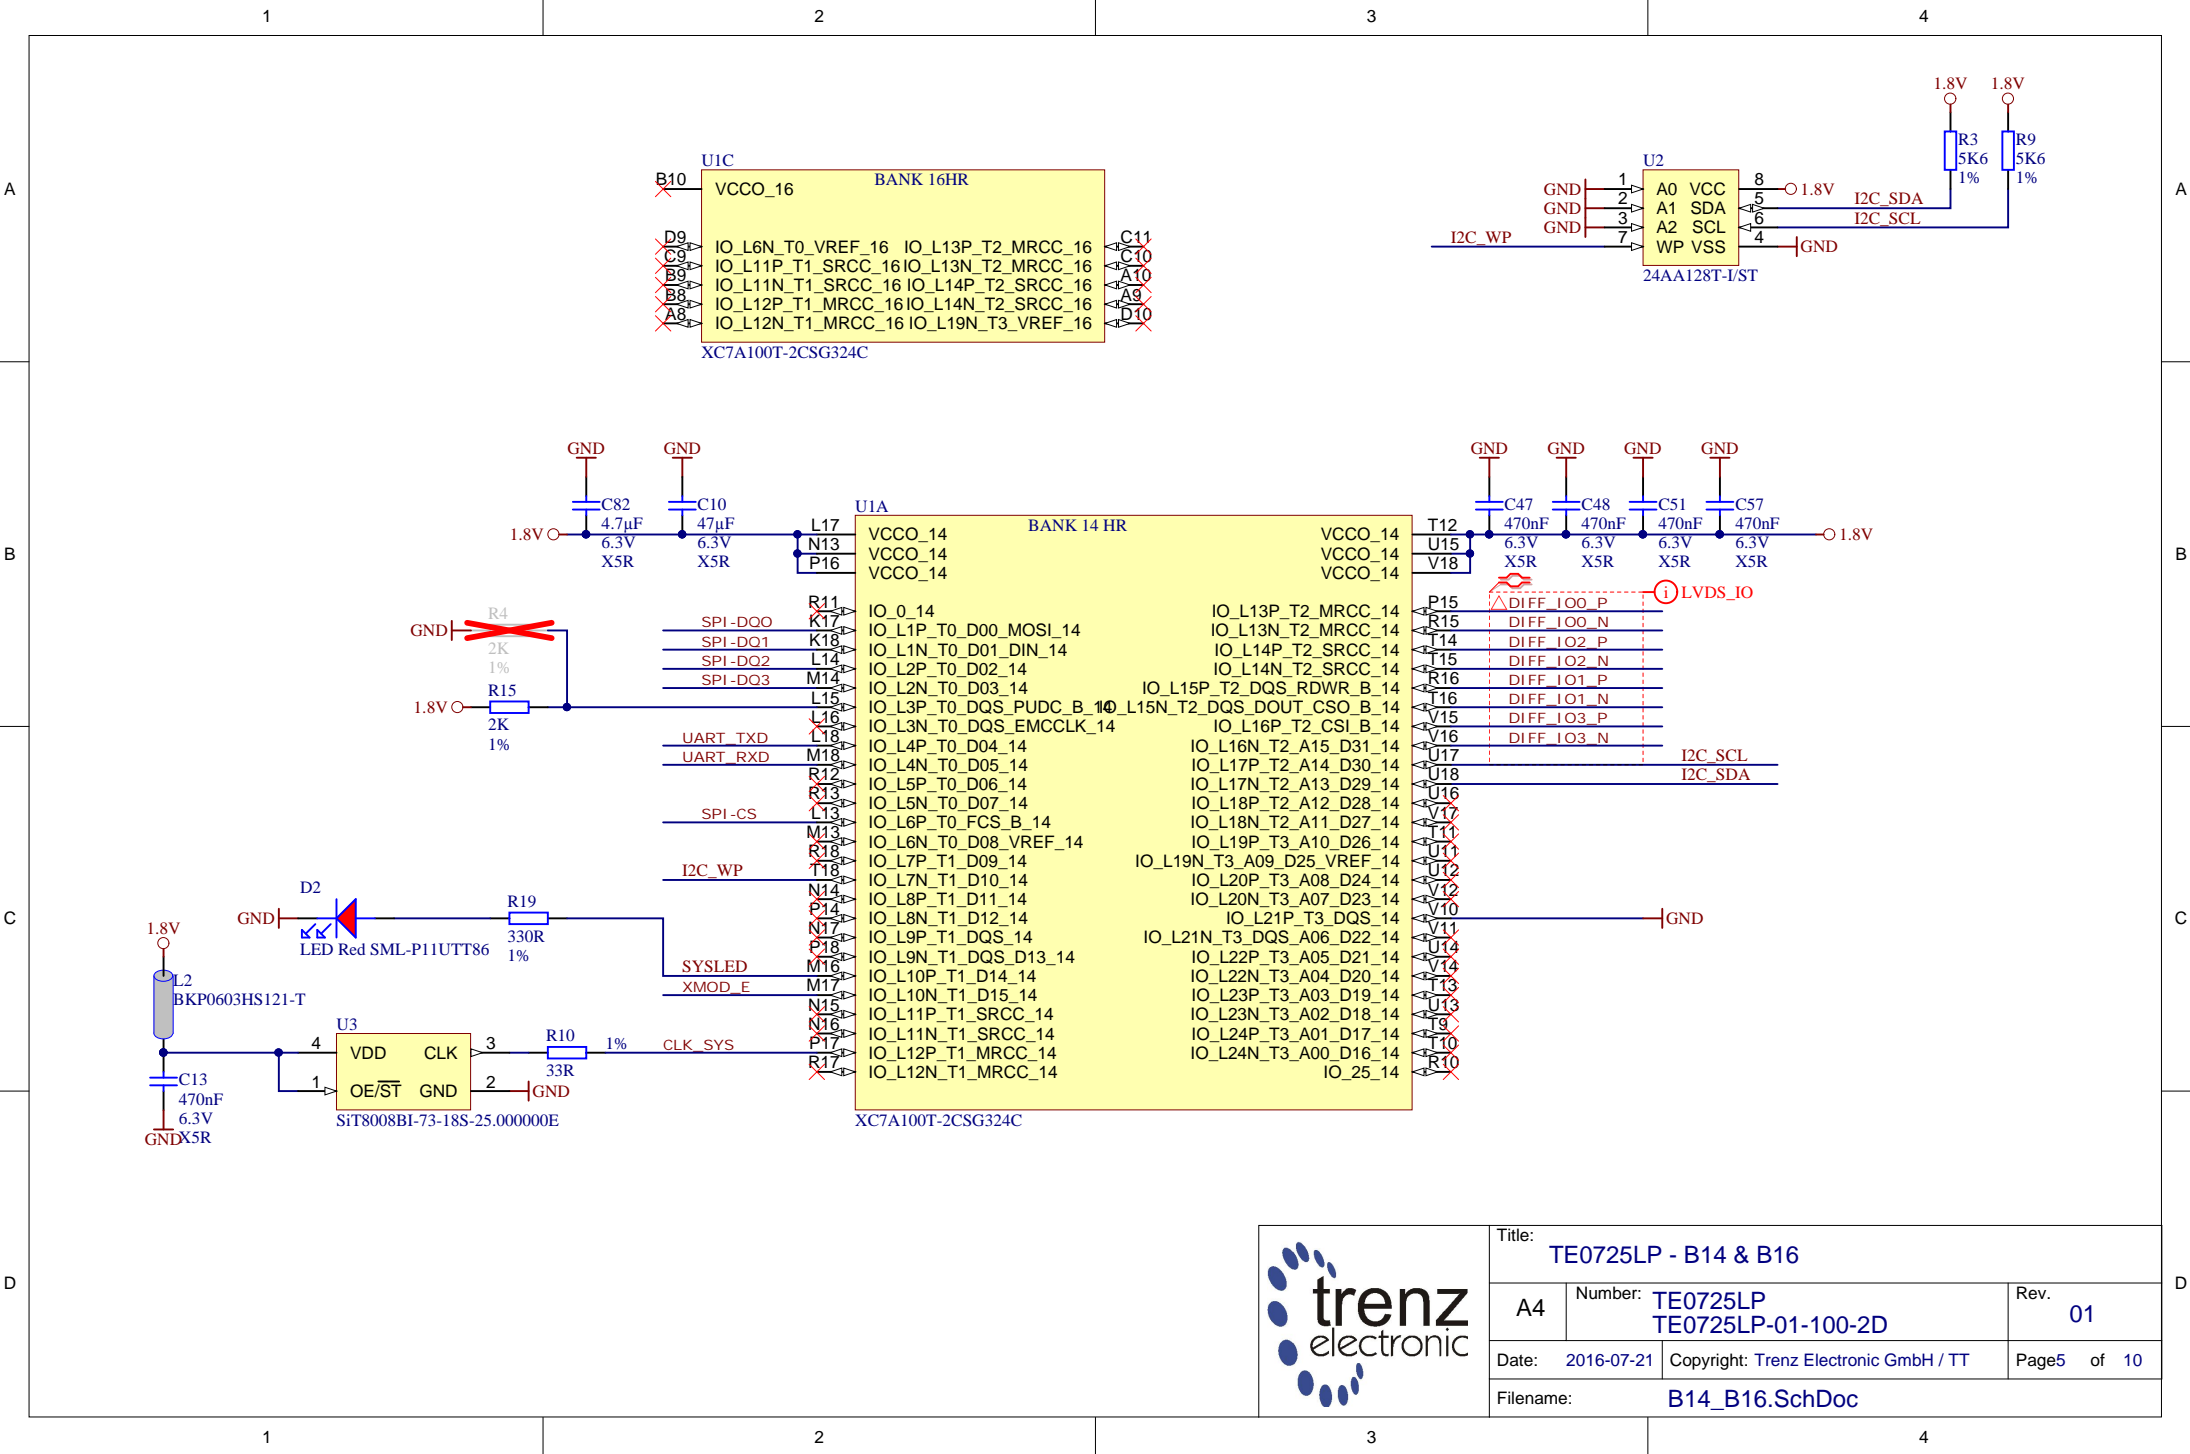 1 2 3 4
A A
B B
C C
D D
1 2 3 4
U1C
BANK 16HR
B10 VCCO_16
D9 IO_L6N_T0_VREF_16 IO_L13P_T2_MRCC_16 C11
C9 IO_L11P_T1_SRCC_16 IO_L13N_T2_MRCC_16 C10
B9 IO_L11N_T1_SRCC_16 IO_L14P_T2_SRCC_16 A10
B8 IO_L12P_T1_MRCC_16 IO_L14N_T2_SRCC_16 A9
A8 IO_L12N_T1_MRCC_16 IO_L19N_T3_VREF_16 D10
XC7A100T-2CSG324C
1.8V 1.8V
R3 R9
5K6 5K6
1% 1%
U2
GND 1 A0 VCC 8 1.8V
GND 2 A1 SDA 5 I2C_SDA
GND 3 A2 SCL 6 I2C_SCL
I2C_WP 7 WP VSS 4 GND
24AA128T-I/ST
GND GND
C82 C10
4.7µF 47µF
6.3V 6.3V
X5R X5R
1.8V
GND GND GND GND
C47 C48 C51 C57
470nF 470nF 470nF 470nF
6.3V 6.3V 6.3V 6.3V
X5R X5R X5R X5R
1.8V
U1A
BANK 14 HR
L17 VCCO_14 VCCO_14 T12
N13 VCCO_14 VCCO_14 U15
P16 VCCO_14 VCCO_14 V18
LVDS_IO
R11 IO_0_14 IO_L13P_T2_MRCC_14 P15 DIFF_IO0_P
SPI-DQ0 K17 IO_L1P_T0_D00_MOSI_14 IO_L13N_T2_MRCC_14 R15 DIFF_IO0_N
SPI-DQ1 K18 IO_L1N_T0_D01_DIN_14 IO_L14P_T2_SRCC_14 T14 DIFF_IO2_P
SPI-DQ2 L14 IO_L2P_T0_D02_14 IO_L14N_T2_SRCC_14 T15 DIFF_IO2_N
SPI-DQ3 M14 IO_L2N_T0_D03_14 IO_L15P_T2_DQS_RDWR_B_14 R16 DIFF_IO1_P
L15 IO_L3P_T0_DQS_PUDC_B_14 IO_L15N_T2_DQS_DOUT_CSO_B_14 T16 DIFF_IO1_N
L16 IO_L3N_T0_DQS_EMCCLK_14 IO_L16P_T2_CSI_B_14 V15 DIFF_IO3_P
UART_TXD L18 IO_L4P_T0_D04_14 IO_L16N_T2_A15_D31_14 V16 DIFF_IO3_N
UART_RXD M18 IO_L4N_T0_D05_14 IO_L17P_T2_A14_D30_14 U17 I2C_SCL
R12 IO_L5P_T0_D06_14 IO_L17N_T2_A13_D29_14 U18 I2C_SDA
R13 IO_L5N_T0_D07_14 IO_L18P_T2_A12_D28_14 U16
SPI-CS L13 IO_L6P_T0_FCS_B_14 IO_L18N_T2_A11_D27_14 V17
M13 IO_L6N_T0_D08_VREF_14 IO_L19P_T3_A10_D26_14 T11
R18 IO_L7P_T1_D09_14 IO_L19N_T3_A09_D25_VREF_14 U11
I2C_WP T18 IO_L7N_T1_D10_14 IO_L20P_T3_A08_D24_14 U12
N14 IO_L8P_T1_D11_14 IO_L20N_T3_A07_D23_14 V12
P14 IO_L8N_T1_D12_14 IO_L21P_T3_DQS_14 V10 GND
N17 IO_L9P_T1_DQS_14 IO_L21N_T3_DQS_A06_D22_14 V11
P18 IO_L9N_T1_DQS_D13_14 IO_L22P_T3_A05_D21_14 U14
SYSLED M16 IO_L10P_T1_D14_14 IO_L22N_T3_A04_D20_14 V14
XMOD_E M17 IO_L10N_T1_D15_14 IO_L23P_T3_A03_D19_14 T13
N15 IO_L11P_T1_SRCC_14 IO_L23N_T3_A02_D18_14 U13
N16 IO_L11N_T1_SRCC_14 IO_L24P_T3_A01_D17_14 T9
CLK_SYS P17 IO_L12P_T1_MRCC_14 IO_L24N_T3_A00_D16_14 T10
R17 IO_L12N_T1_MRCC_14 IO_25_14 R10
XC7A100T-2CSG324C
R4
GND
2K
1%
R15
1.8V
2K
1%
D2
GND
LED Red SML-P11UTT86
R19
330R
1%
1.8V
L2
BKP0603HS121-T
U3
4 VDD CLK 3
1 OE/ST GND 2 GND
SiT8008BI-73-18S-25.000000E
R10
1%
33R
C13
470nF
6.3V
X5R
GND
trenz
electronic
Title:
TE0725LP - B14 & B16
A4
Number: TE0725LP
TE0725LP-01-100-2D
Rev.
01
Date: 2016-07-21 Copyright: Trenz Electronic GmbH / TT Page5 of 10
Filename: B14_B16.SchDoc